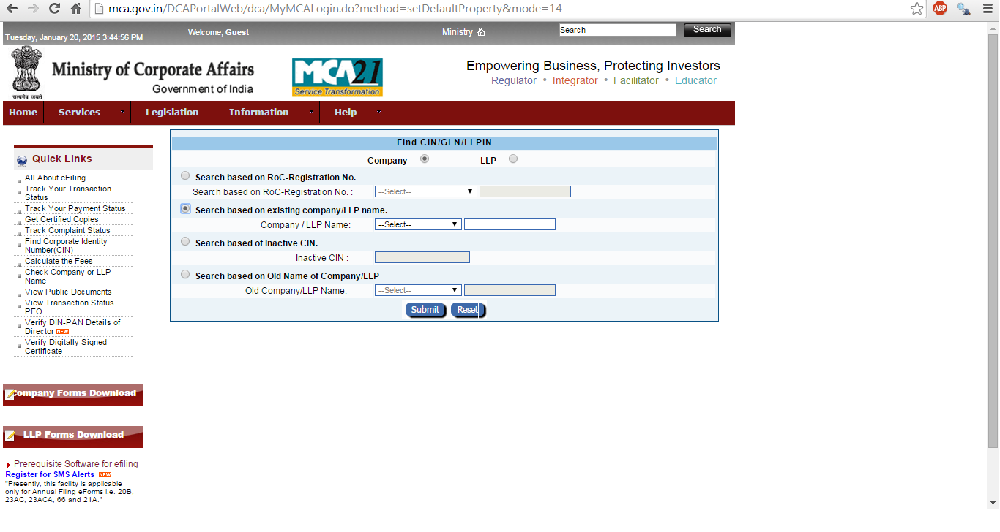 mca.gov.in/DCAPortalWeb/dca/MyMCALogin.do?method=setDefaultProperty&mode=14
ABP
Tuesday, January 20, 2015 3:44:56 PM
Welcome, Guest
Ministry
Search
Search
सत्यमेव जयते
Ministry of Corporate Affairs
Government of India
MCA21
Service Transformation
Empowering Business, Protecting Investors
Regulator • Integrator • Facilitator • Educator
Home Services Legislation Information Help
Quick Links
All About eFiling
Track Your Transaction
Status
Track Your Payment Status
Get Certified Copies
Track Complaint Status
Find Corporate Identity
Number(CIN)
Calculate the Fees
Check Company or LLP
Name
View Public Documents
View Transaction Status
PFO
Verify DIN-PAN Details of
Director NEW
Verify Digitally Signed
Certificate
Company Forms Download
LLP Forms Download
Prerequisite Software for efiling
Register for SMS Alerts NEW
"Presently, this facility is applicable
only for Annual Filing eForms i.e. 20B,
23AC, 23ACA, 66 and 21A."
Find CIN/GLN/LLPIN
Company LLP
Search based on RoC-Registration No.
Search based on RoC-Registration No. : --Select--
Search based on existing company/LLP name.
Company / LLP Name: --Select--
Search based of Inactive CIN.
Inactive CIN :
Search based on Old Name of Company/LLP
Old Company/LLP Name: --Select--
Submit Reset